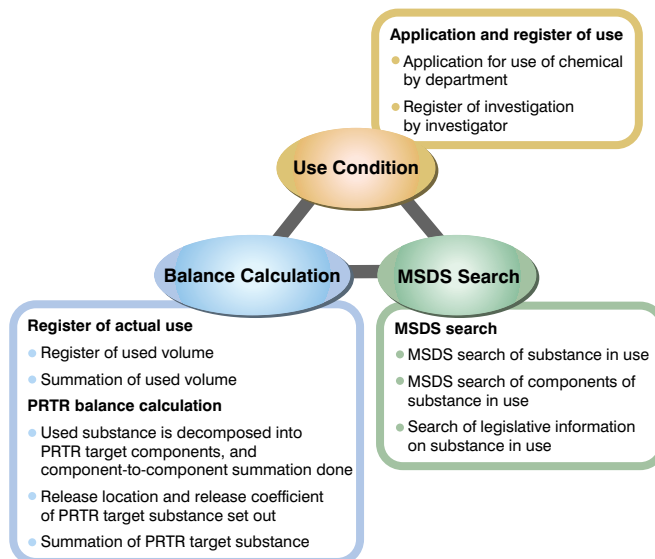 Application and register of use
Application for use of chemical
by department
Register of investigation
by investigator
Use Condition
Balance Calculation
MSDS Search
Register of actual use
Register of used volume
Summation of used volume
PRTR balance calculation
Used substance is decomposed into
PRTR target components, and
component-to-component summation done
Release location and release coefficient
of PRTR target substance set out
Summation of PRTR target substance
MSDS search
MSDS search of substance in use
MSDS search of components of
substance in use
Search of legislative information
on substance in use